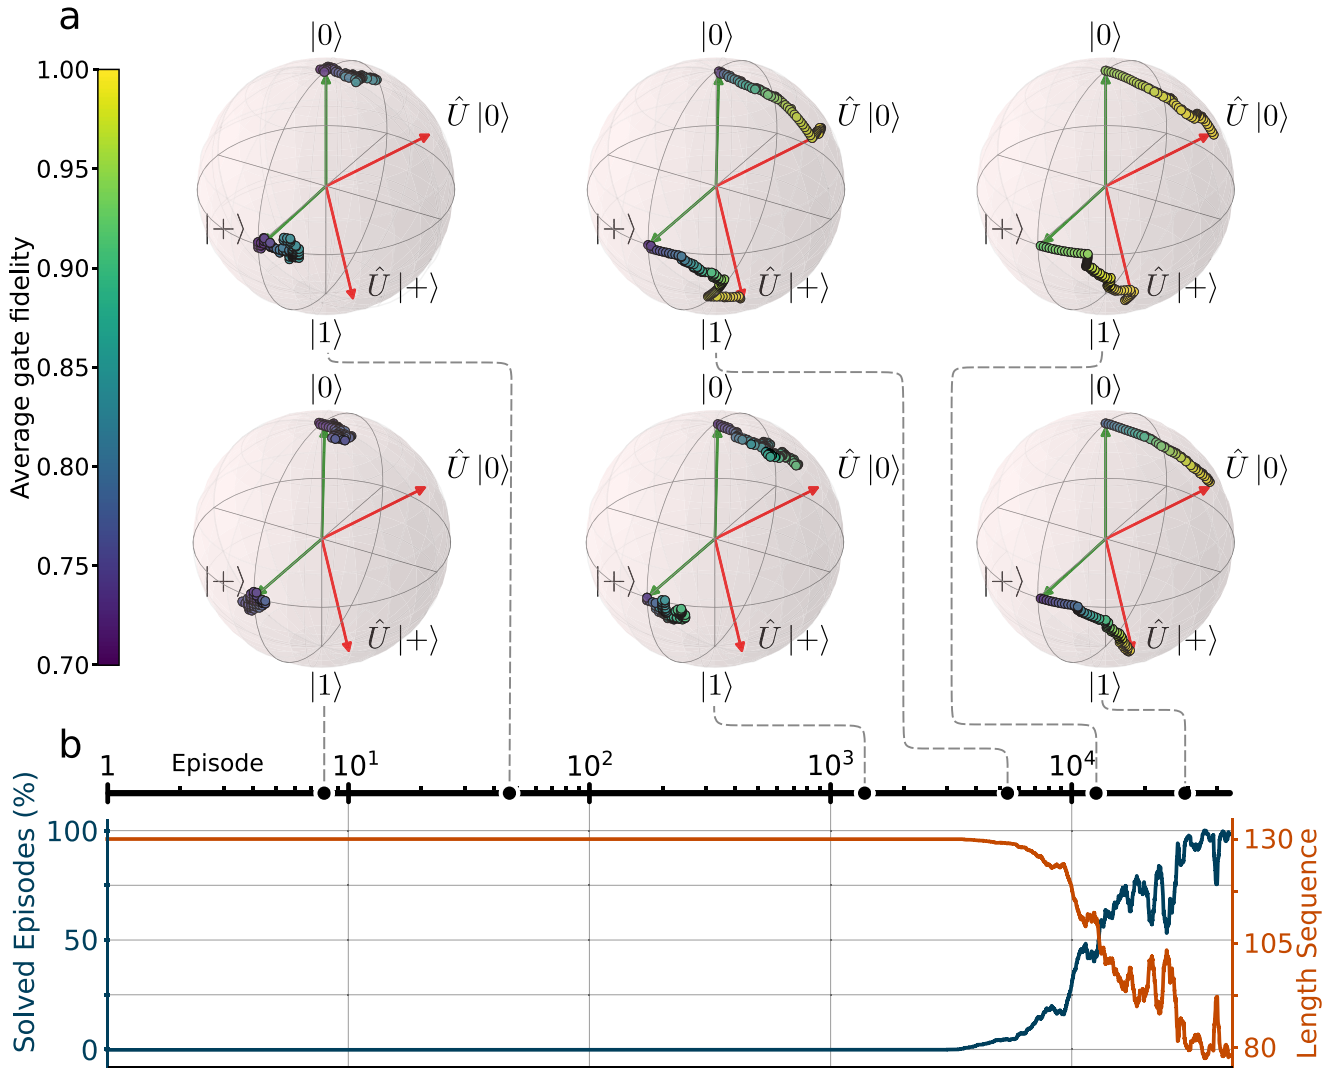 a
1.00
0.95
0.90
0.85
0.80
0.75
0.70
Average gate fidelity
|0⟩
Û |0⟩
|+⟩
Û |+⟩
|1⟩
|0⟩
Û |0⟩
|+⟩
Û |+⟩
|1⟩
|0⟩
Û |0⟩
|+⟩
Û |+⟩
|1⟩
|0⟩
Û |0⟩
|+⟩
Û |+⟩
|1⟩
|0⟩
Û |0⟩
|+⟩
Û |+⟩
|1⟩
|0⟩
Û |0⟩
|+⟩
Û |+⟩
|1⟩
b
1 Episode 10¹ 10² 10³ 10⁴
Solved Episodes (%)
100
50
0
130
105
80
Length Sequence